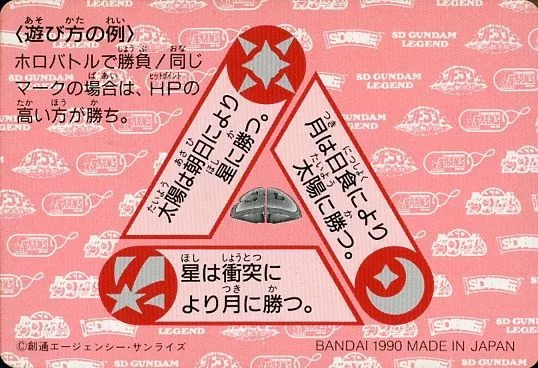 〈遊び方の例〉
ホロバトルで勝負!同じ
マークの場合は、HPの
高い方が勝ち。
太陽は朝日により
星に勝つ。
月は日食により
太陽に勝つ。
星は衝突に
より月に勝つ。
SD GUNDAM
LEGEND
©創通エージェンシー・サンライズ
BANDAI 1990 MADE IN JAPAN